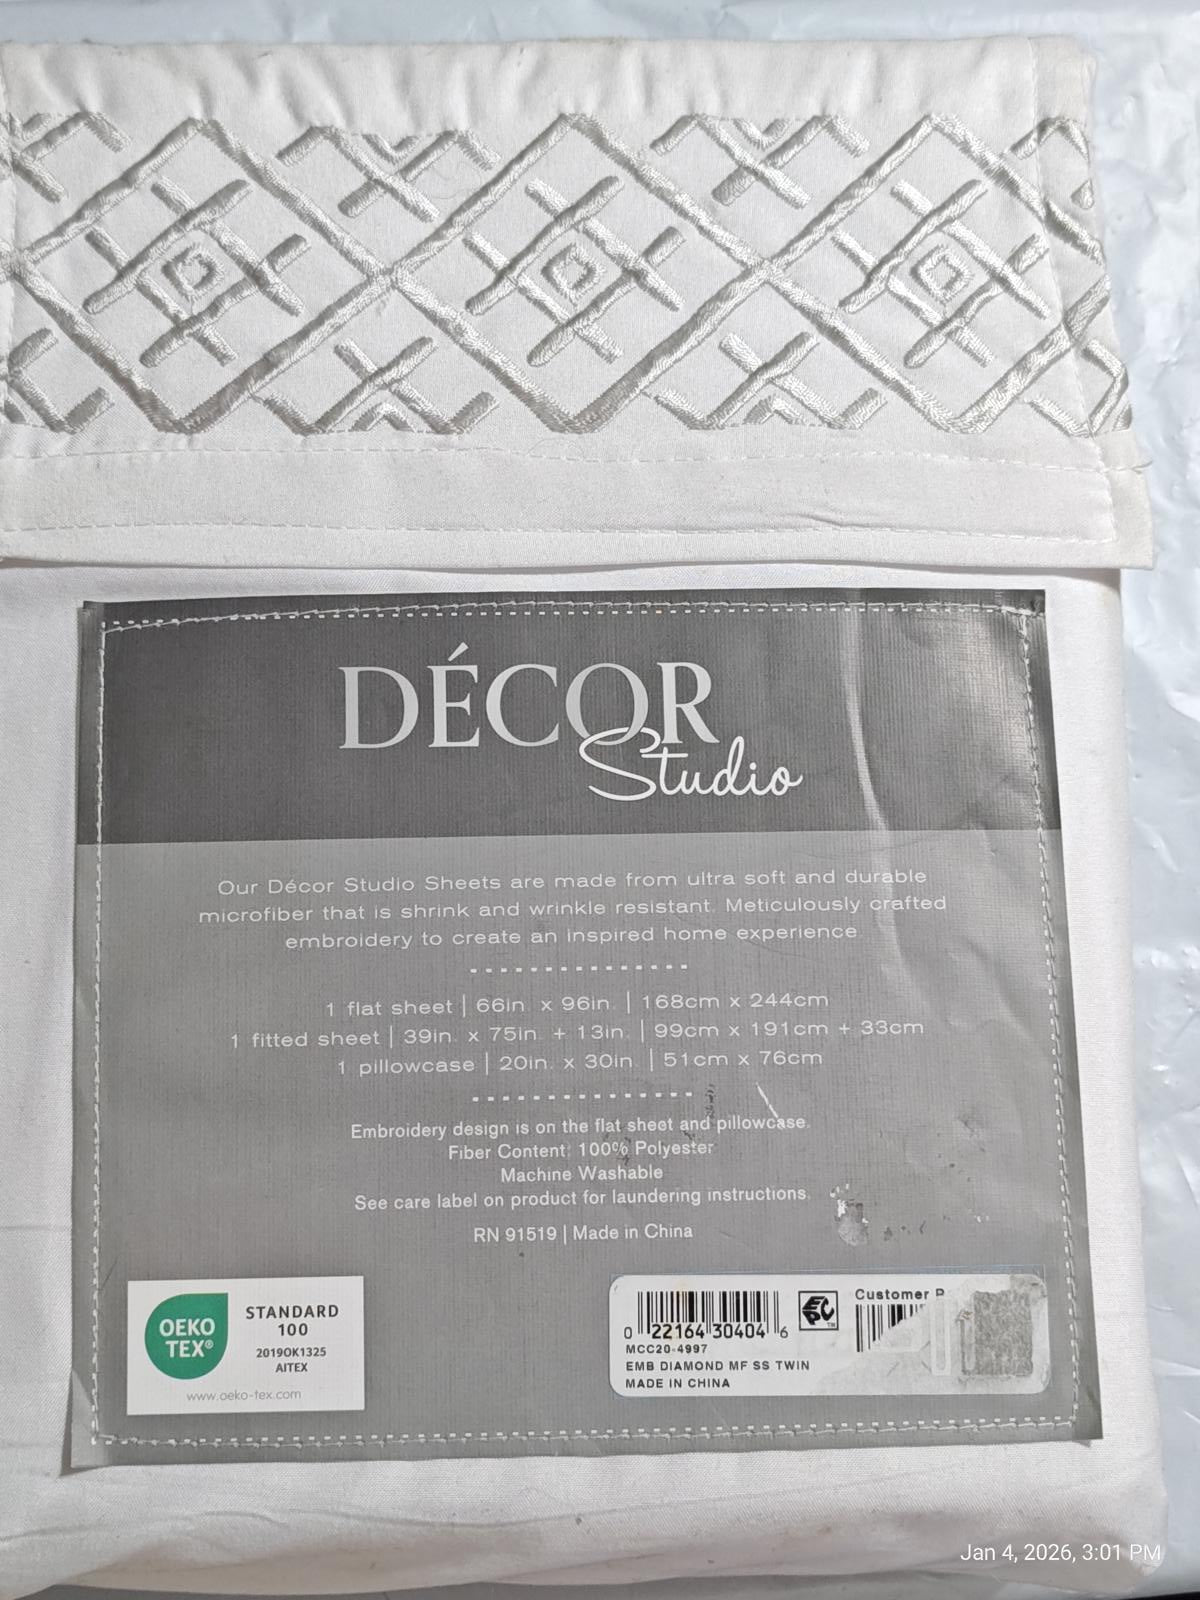 DÉCOR
Studio
Our Décor Studio Sheets are made from ultra soft and durable
microfiber that is shrink and wrinkle resistant. Meticulously crafted
embroidery to create an inspired home experience.
1 flat sheet | 66in. x 96in. | 168cm x 244cm
1 fitted sheet | 39in. x 75in. + 13in. | 99cm x 191cm + 33cm
1 pillowcase | 20in. x 30in. | 51cm x 76cm
Embroidery design is on the flat sheet and pillowcase.
Fiber Content: 100% Polyester
Machine Washable
See care label on product for laundering instructions.
RN 91519 | Made in China
OEKO
TEX®
STANDARD
100
2019OK1325
AITEX
www.oeko-tex.com
0 22164 30404 6
EPC™
Customer
MCC20-4997
EMB DIAMOND MF SS TWIN
MADE IN CHINA
Jan 4, 2026, 3:01 PM